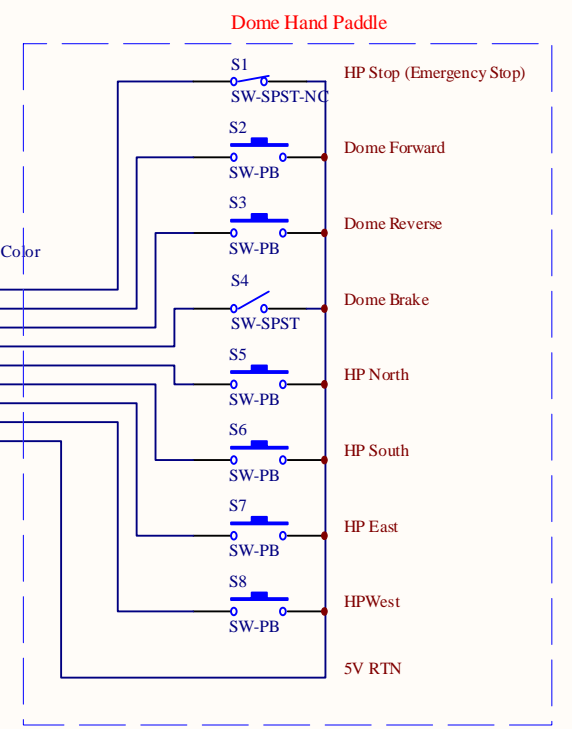 Dome Hand Paddle
S1
HP Stop (Emergency Stop)
SW-SPST-NC
S2
Dome Forward
SW-PB
S3
Dome Reverse
SW-PB
Color
S4
Dome Brake
SW-SPST
S5
HP North
SW-PB
S6
HP South
SW-PB
S7
HP East
SW-PB
S8
HPWest
SW-PB
5V RTN